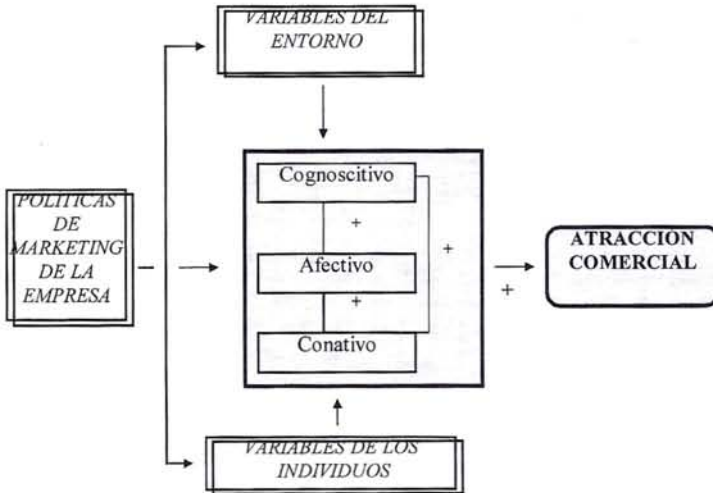 VARIABLES DEL
ENTORNO
Cognoscitivo
+
POLITICAS
DE
MARKETING
DE LA
EMPRESA
Afectivo
+
+
Conativo
+
ATRACCION
COMERCIAL
VARIABLES DE LOS
INDIVIDUOS